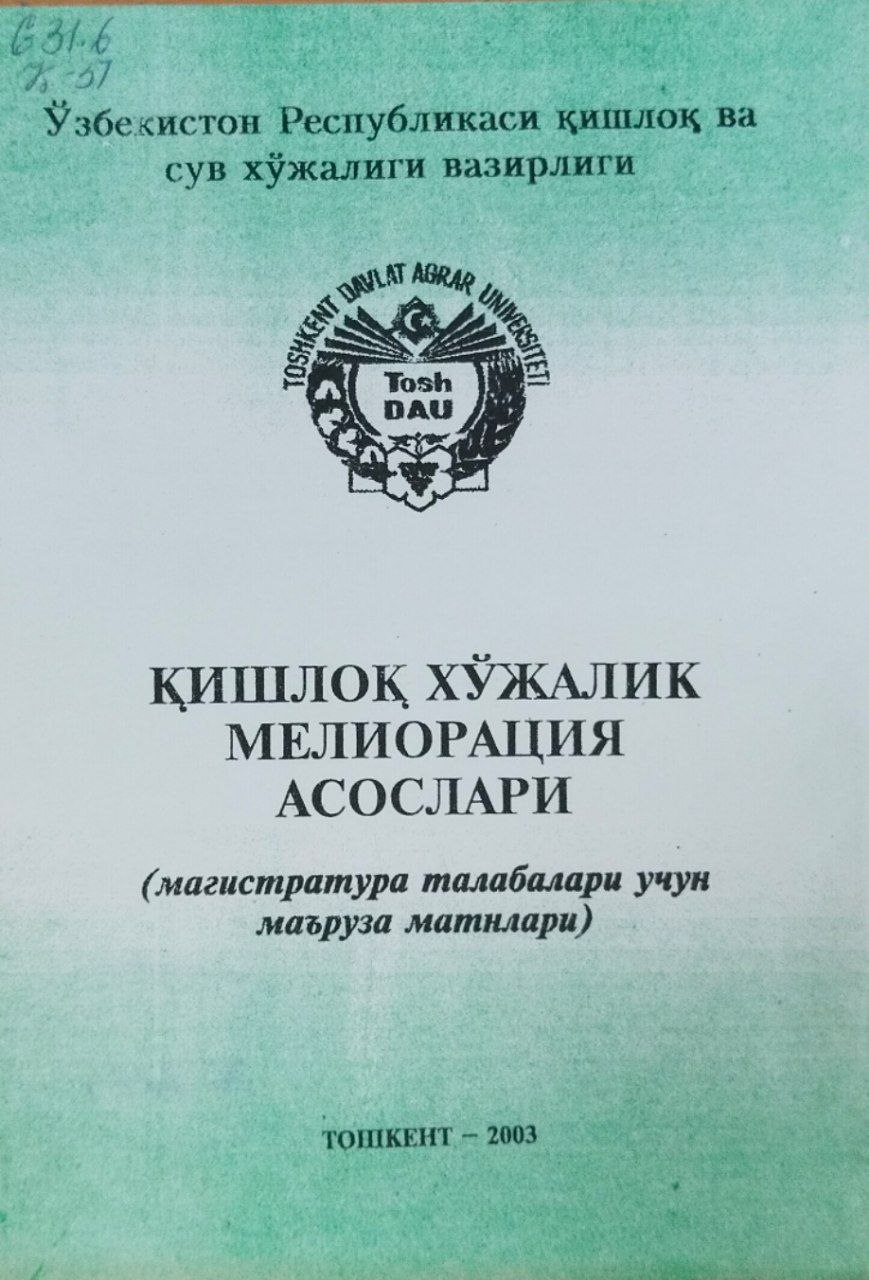 С31.6
Ўзбекистон Республикаси қишлоқ ва
сув хўжалиги вазирлиги
TOSHKENT DAVLAT AGRAR UNIVERSITETI
Tosh
DAU
ҚИШЛОҚ ХЎЖАЛИК
МЕЛИОРАЦИЯ
АСОСЛАРИ
(магистратура талабалари учун
маъруза матнлари)
ТОШКЕНТ – 2003